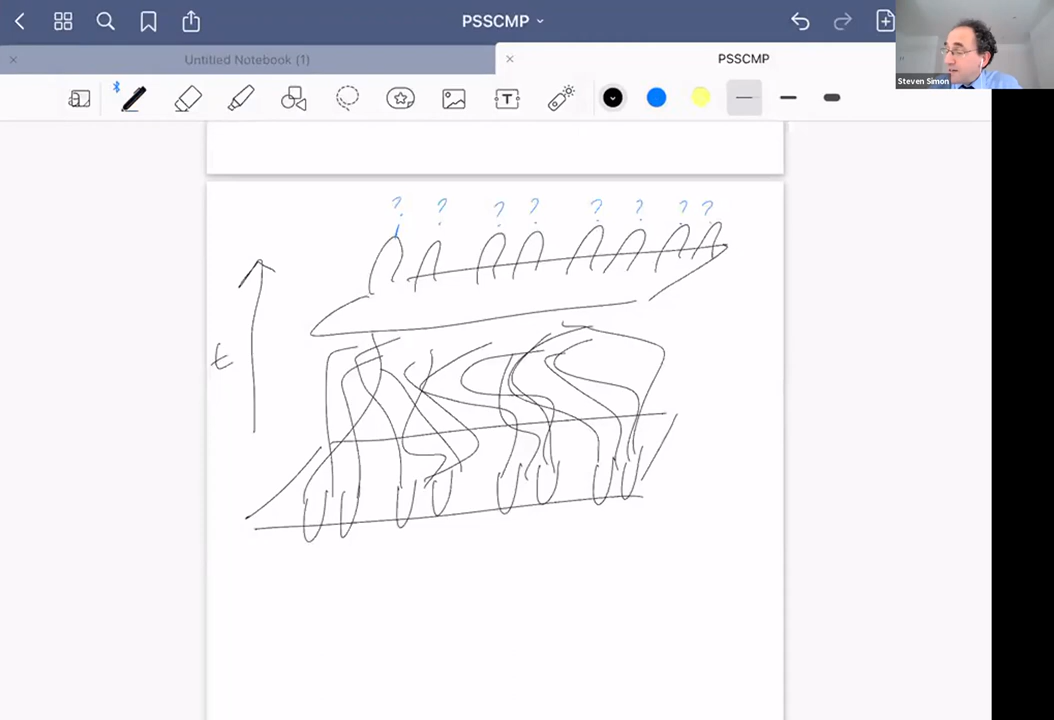 PSSCMP
Untitled Notebook (1)
PSSCMP
Steven Simon
T
? ? ? ? ? ? ? ?
t